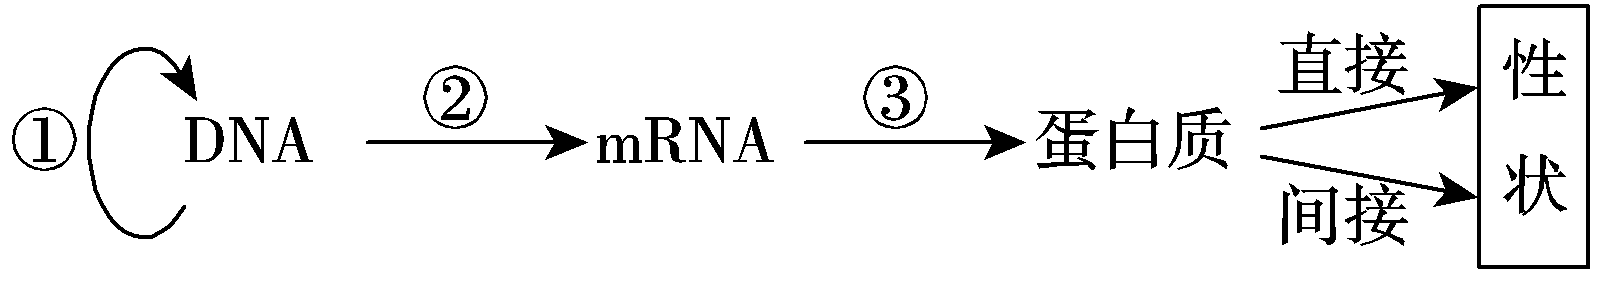 ① DNA ② mRNA ③ 蛋白质 直接 间接 性状